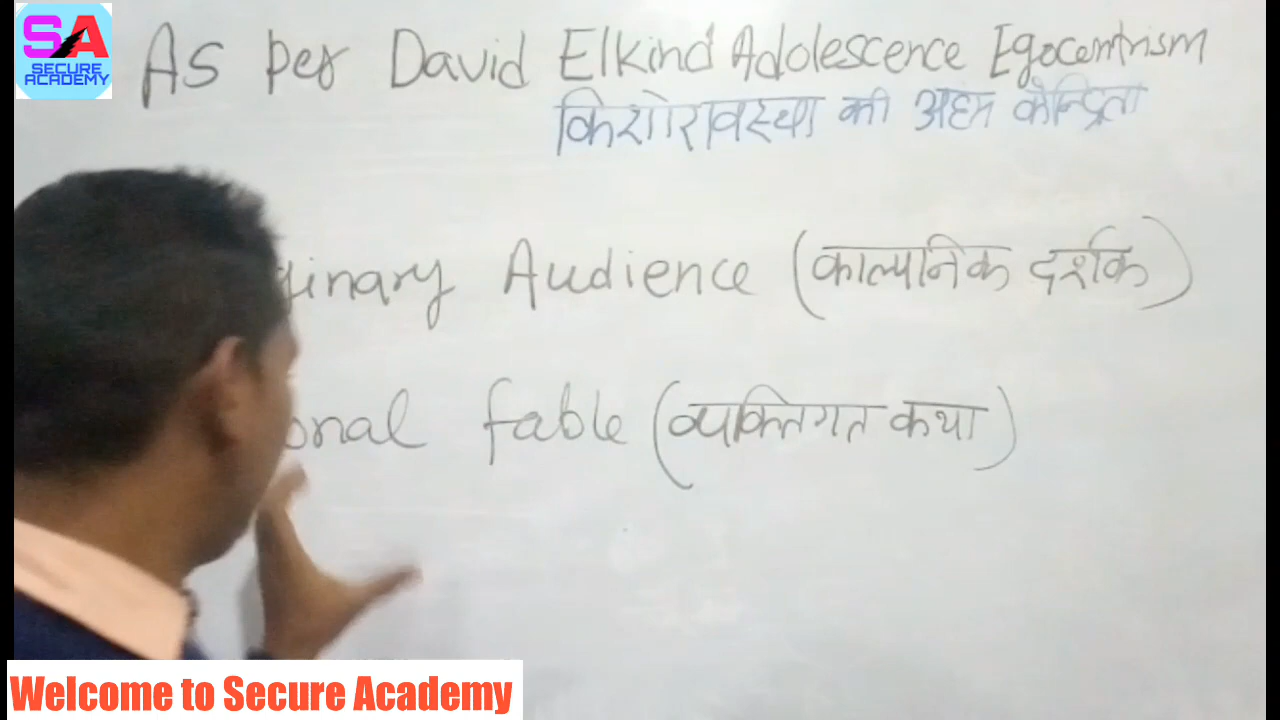 SA
SECURE
ACADEMY
As per David Elkind Adolescence Egocentrism
किशोरावस्था की अहम केन्द्रिता
ginary Audience (काल्पनिक दर्शक)
onal fable (व्यक्तिगत कथा)
Welcome to Secure Academy